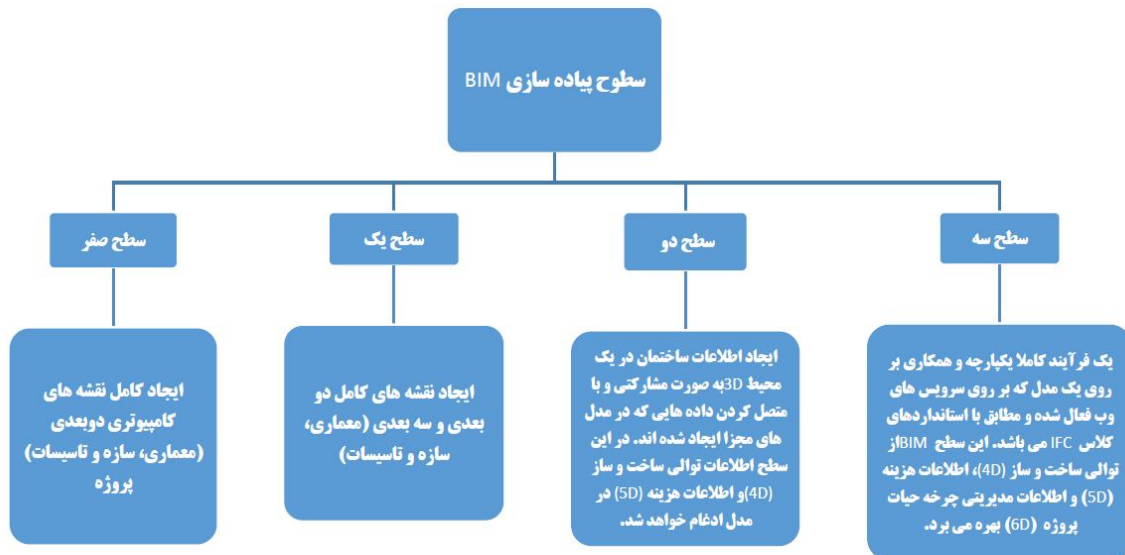 سطوح پیاده سازی BIM
سطح صفر
سطح یک
سطح دو
سطح سه
ایجاد کامل نقشه های
کامپیوتری دوبعدی
(معماری، سازه و تاسیسات)
پروژه
ایجاد نقشه های کامل دو
بعدی و سه بعدی (معماری،
سازه و تاسیسات)
ایجاد اطلاعات ساختمان در یک
محیط 3Dبه صورت مشارکتی و با
متصل کردن داده هایی که در مدل
های مجزا ایجاد شده اند. در این
سطح اطلاعات توالی ساخت و ساز
(4D)و اطلاعات هزینه (5D) در
مدل ادغام خواهد شد.
یک فرآیند کاملا یکپارچه و همکاری بر
روی یک مدل که بر روی سرویس های
وب فعال شده و مطابق با استانداردهای
کلاس IFC می باشد. این سطح BIMاز
توالی ساخت و ساز (4D)، اطلاعات هزینه
(5D) و اطلاعات مدیریتی چرخه حیات
پروژه (6D) بهره می برد.